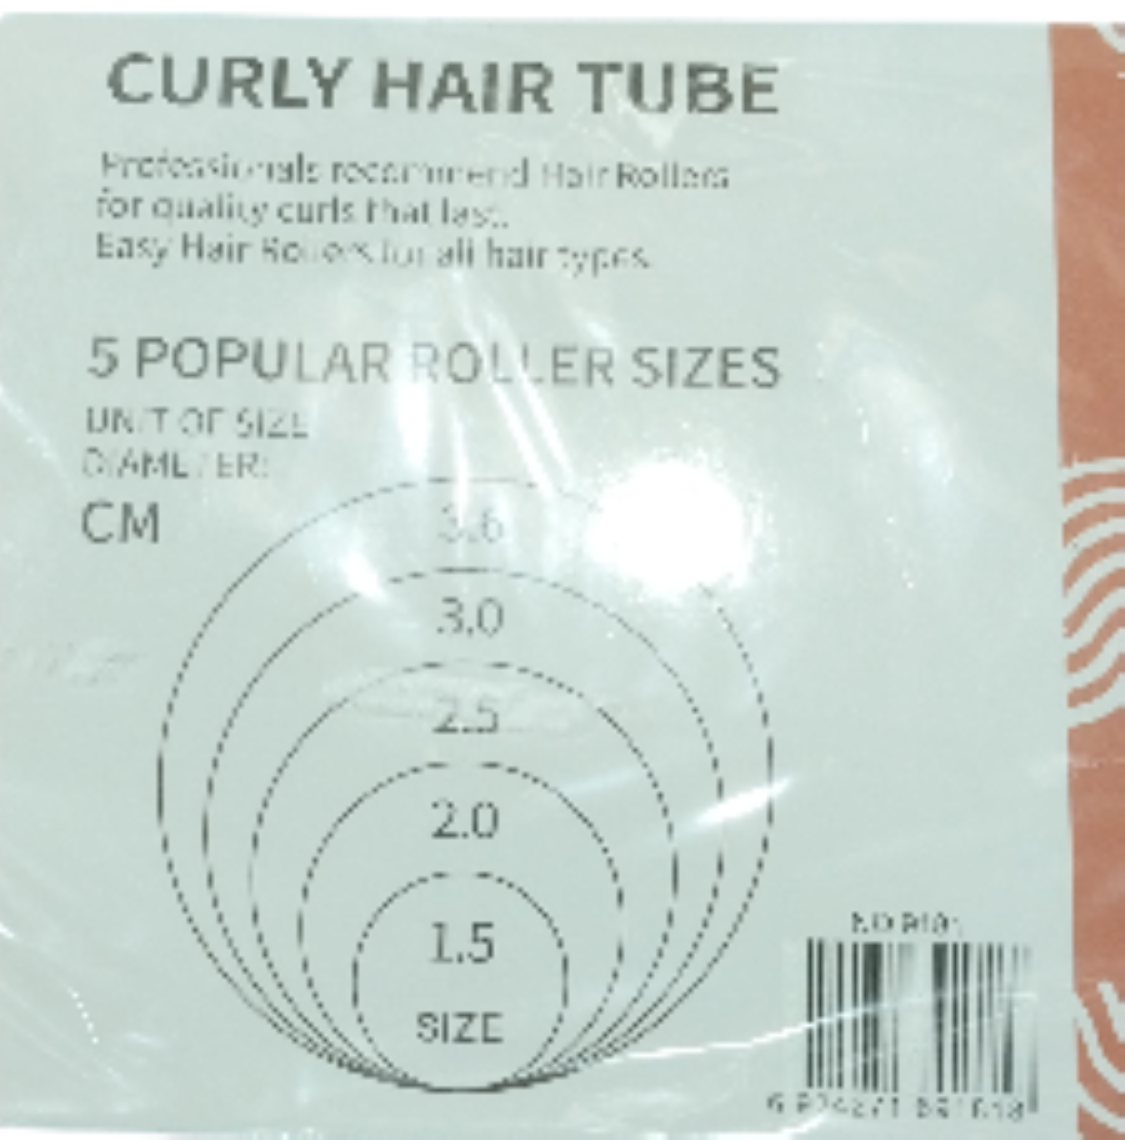 CURLY HAIR TUBE
Professionals recommend Hair Rollers
for quality curls that last.
Easy Hair Rollers for all hair types.
5 POPULAR ROLLER SIZES
UNIT OF SIZE
DIAMETER:
CM
3.6
3.0
2.5
2.0
1.5
SIZE
NO